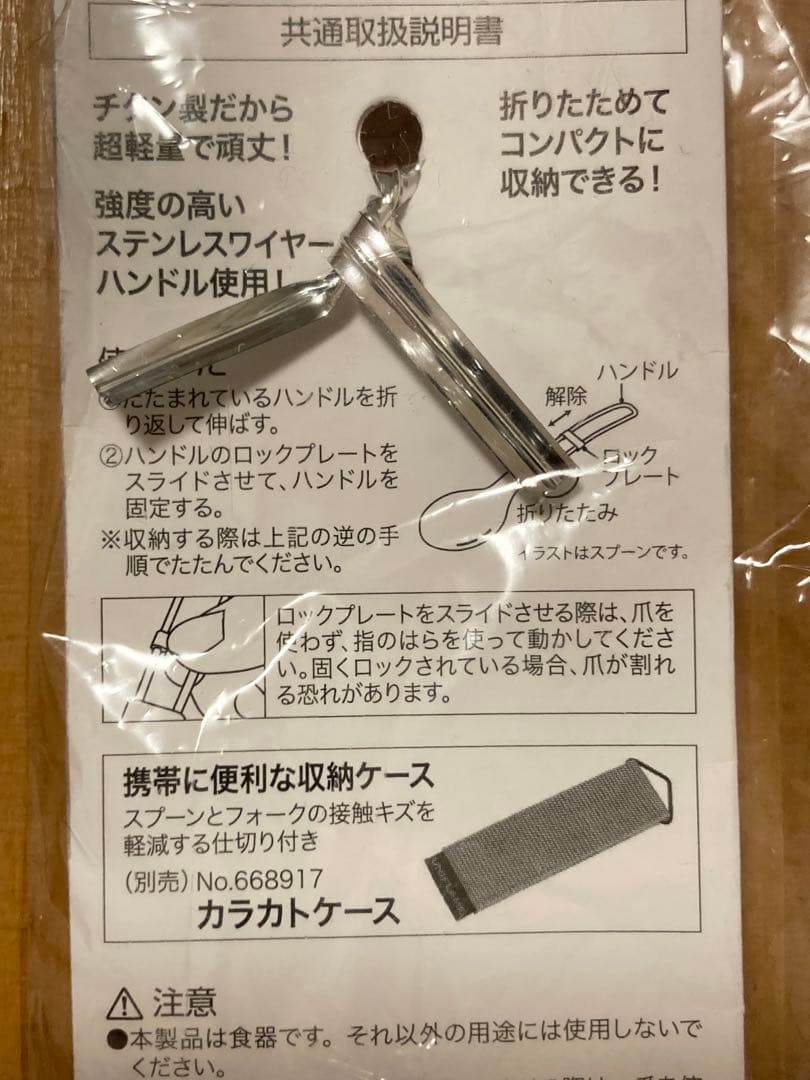 共通取扱説明書
チタン製だから
超軽量で頑丈！
折りたためて
コンパクトに
収納できる！
強度の高い
ステンレスワイヤー
ハンドル使用！
たたまれているハンドルを折
り返して伸ばす。
②ハンドルのロックプレートを
スライドさせて、ハンドルを
固定する。
※収納する際は上記の逆の手
順でたたんでください。
ハンドル
解除
ロック
プレート
折りたたみ
イラストはスプーンです。
ロックプレートをスライドさせる際は、爪を
使わず、指のはらを使って動かしてくださ
い。固くロックされている場合、爪が割れ
る恐れがあります。
携帯に便利な収納ケース
スプーンとフォークの接触キズを
軽減する仕切り付き
（別売）No.668917
カラカトケース
注意
●本製品は食器です。それ以外の用途には使用しないで
ください。